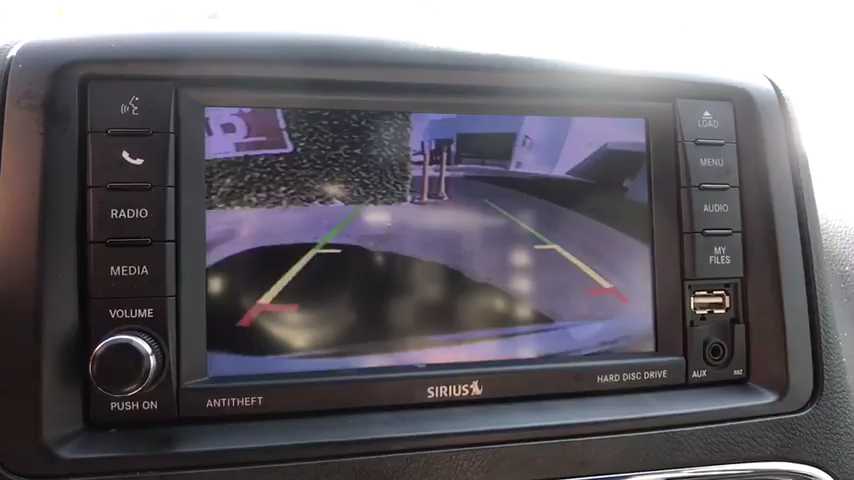 RADIO
MEDIA
VOLUME
PUSH ON
ANTITHEFT
SIRIUS
HARD DISC DRIVE
LOAD
MENU
AUDIO
MY
FILES
AUX